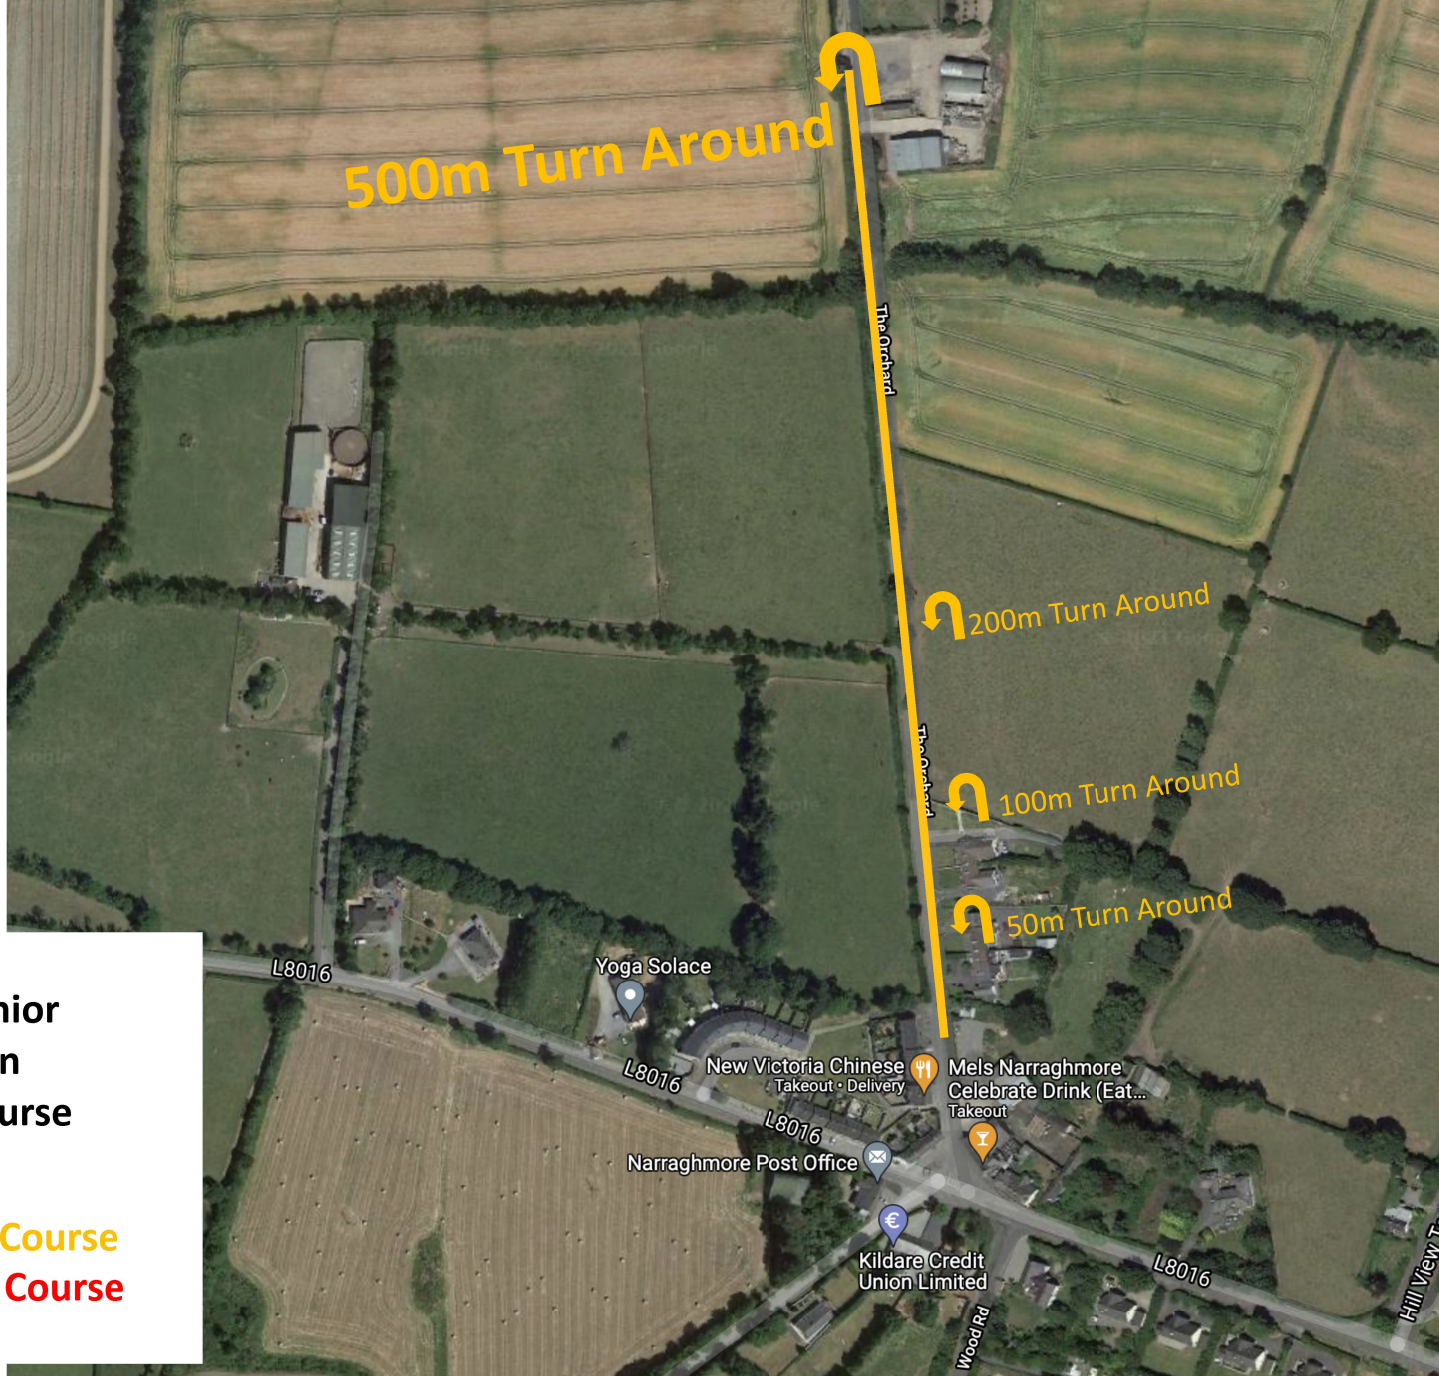 500m Turn Around
The Orchard
200m Turn Around
The Orchard
100m Turn Around
50m Turn Around
L8016
Yoga Solace
nior
n
urse
L8016
New Victoria Chinese
Takeout • Delivery
Mels Narraghmore
Celebrate Drink (Eat...
Takeout
L8016
Narraghmore Post Office
Course
Course
Kildare Credit
Union Limited
L8016
Wood Rd
Hill View